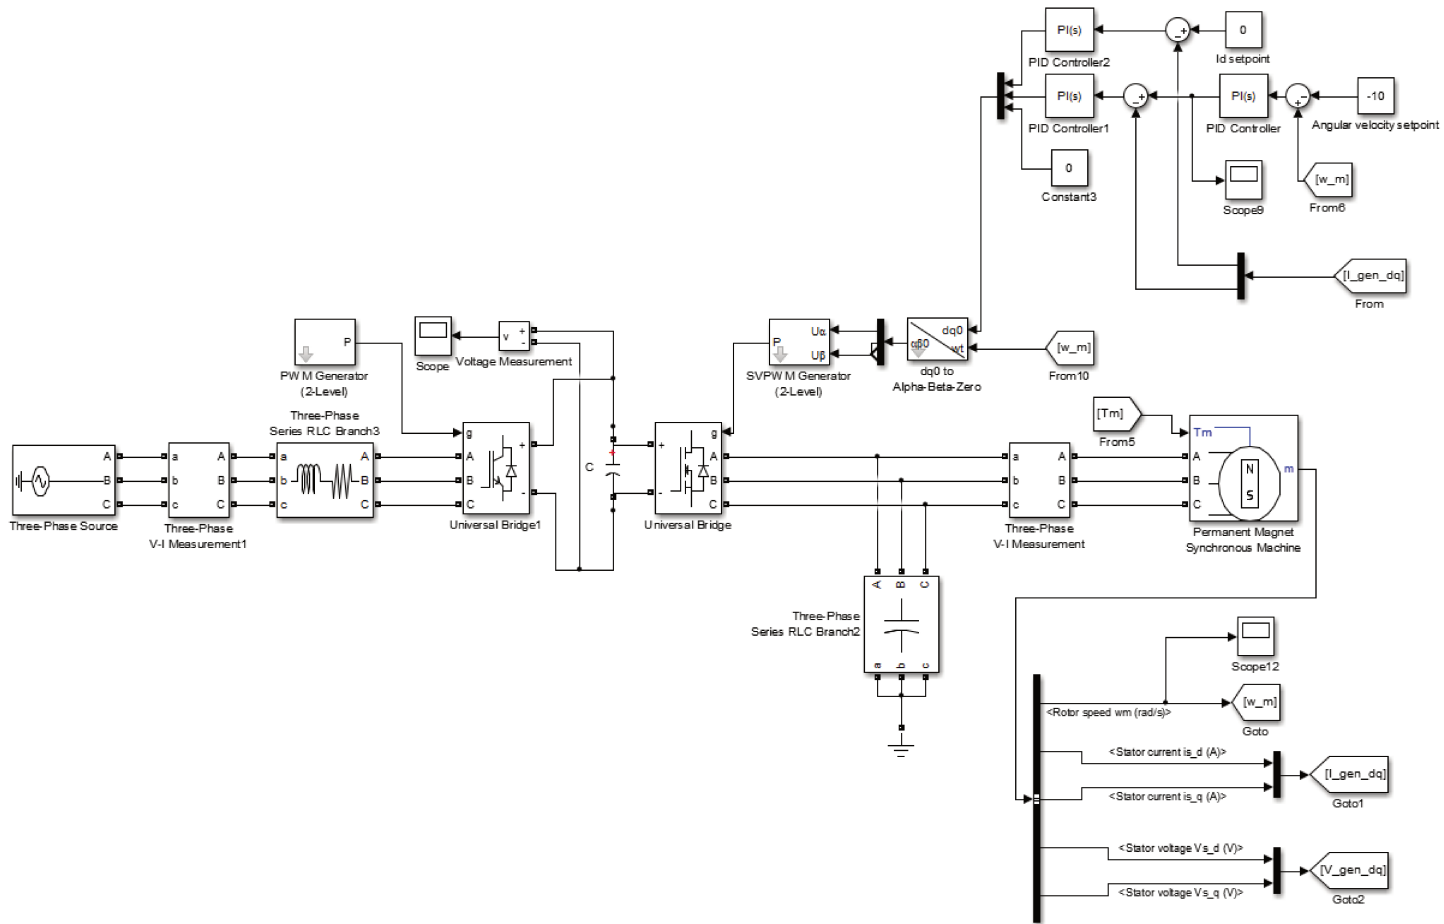 PI(s)
PID Controller2
0
Id setpoint
PI(s)
PID Controller1
PI(s)
PID Controller
-10
Angular velocity setpoint
0
Constant3
Scope9
[w_m]
From6
[I_gen_dq]
From
P
PWM Generator
(2-Level)
Scope
v
+
-
Voltage Measurement
P
Uα
Uβ
SVPWM Generator
(2-Level)
dq0
αβ0
wt
dq0 to
Alpha-Beta-Zero
[w_m]
From10
[Tm]
From5
Three-Phase
Series RLC Branch3
A
B
C
Three-Phase Source
a
b
c
A
B
C
Three-Phase
V-I Measurement1
a
b
c
A
B
C
g
A
B
C
+
-
Universal Bridge1
C
+
g
+
-
A
B
C
Universal Bridge
a
b
c
A
B
C
Three-Phase
V-I Measurement
Tm
A
B
C
N
S
m
Permanent Magnet
Synchronous Machine
A
B
C
Three-Phase
Series RLC Branch2
a
b
c
Scope12
<Rotor speed wm (rad/s)>
[w_m]
Goto
<Stator current is_d (A)>
<Stator current is_q (A)>
[I_gen_dq]
Goto1
<Stator voltage Vs_d (V)>
<Stator voltage Vs_q (V)>
[V_gen_dq]
Goto2